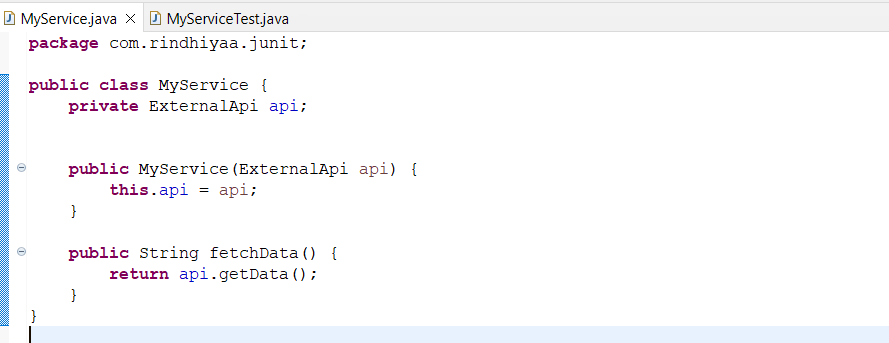 MyService.java MyServiceTest.java
package com.rindhiyaa.junit;
public class MyService {
private ExternalApi api;
public MyService(ExternalApi api) {
this.api = api;
}
public String fetchData() {
return api.getData();
}
}